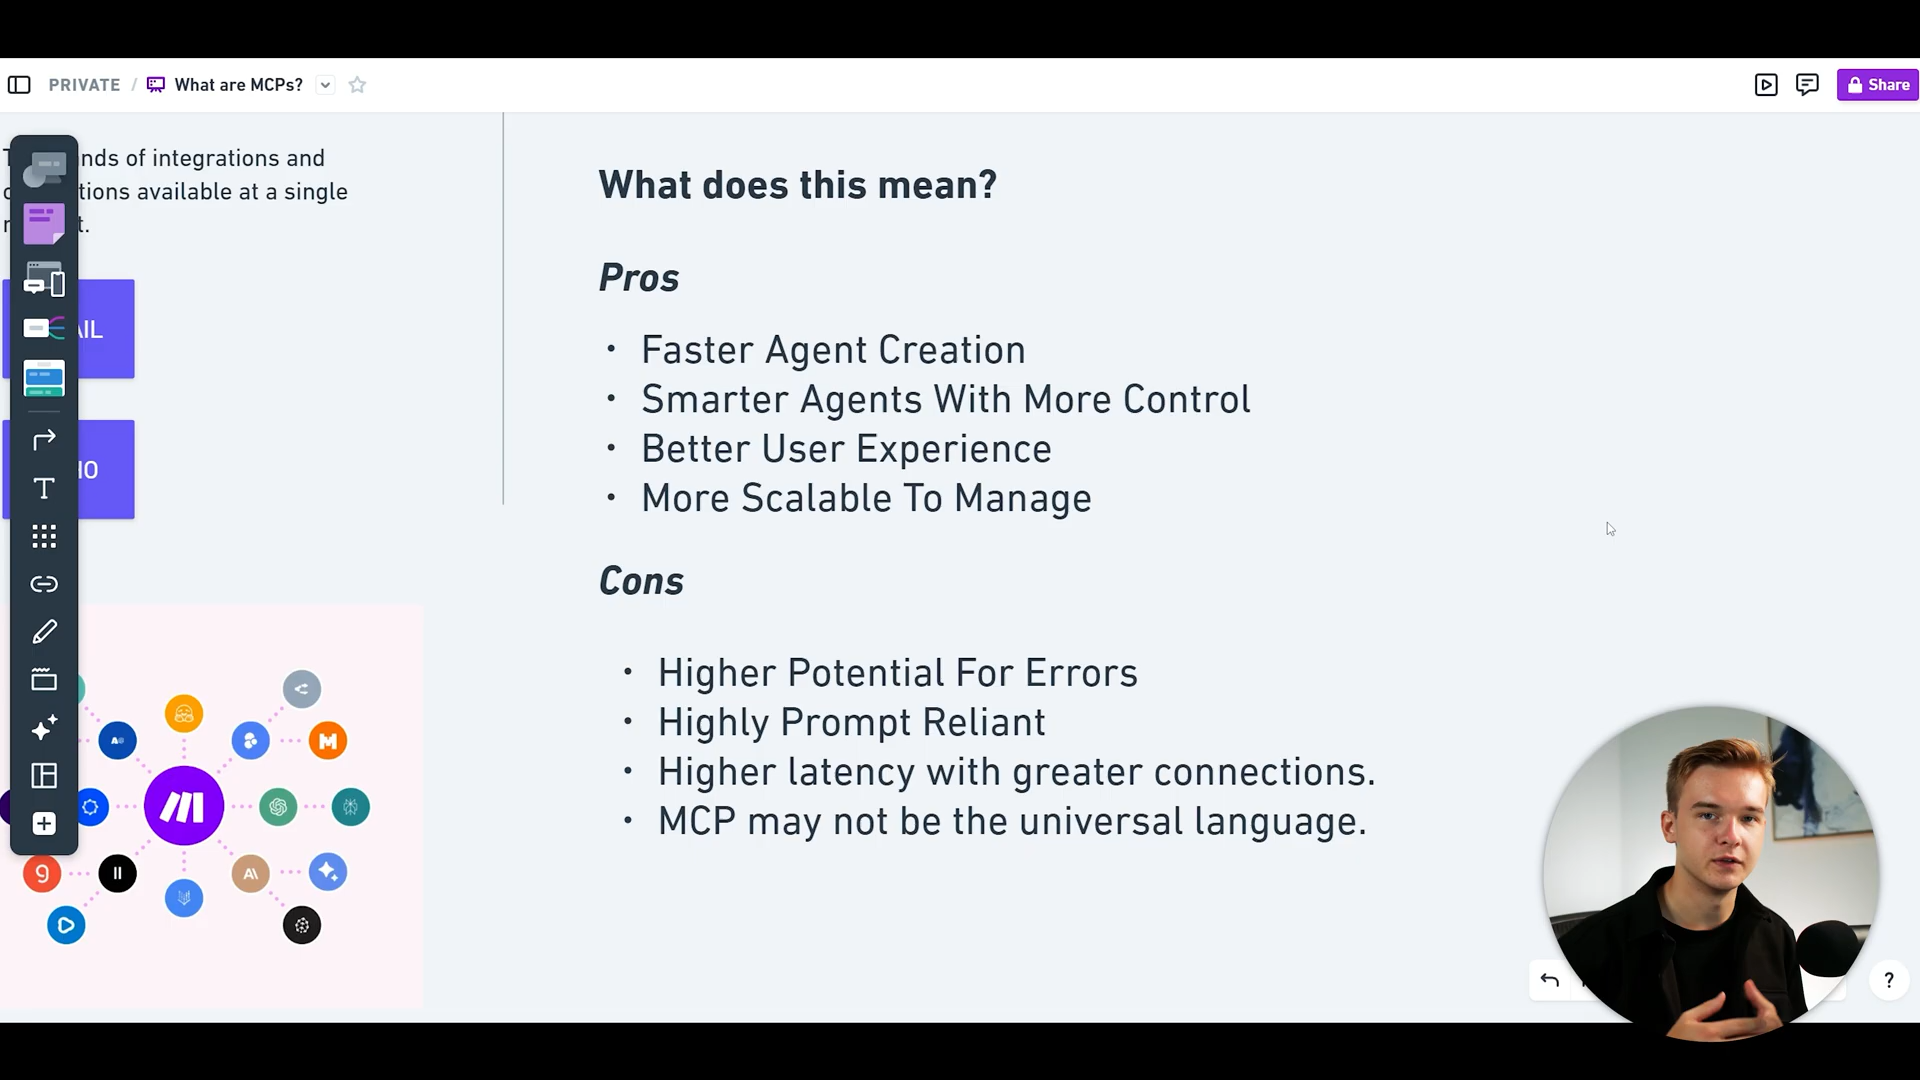 PRIVATE / What are MCPs?
Share
nds of integrations and
tions available at a single
t.
AIL
HO
What does this mean?
Pros
• Faster Agent Creation
• Smarter Agents With More Control
• Better User Experience
• More Scalable To Manage
Cons
• Higher Potential For Errors
• Highly Prompt Reliant
• Higher latency with greater connections.
• MCP may not be the universal language.
?